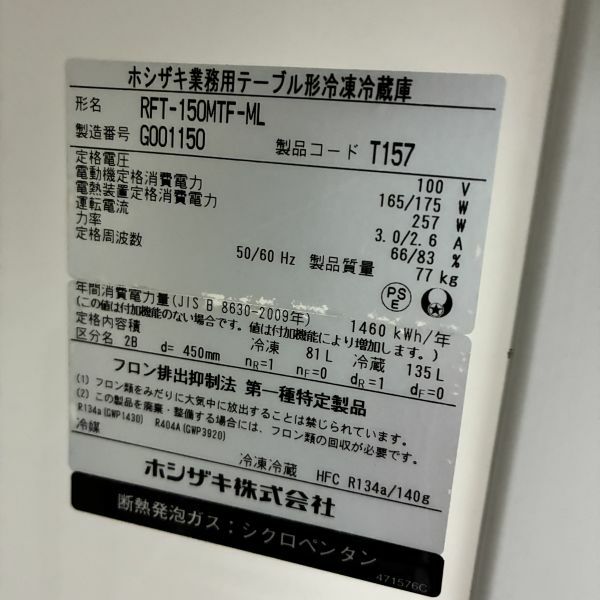 ホシザキ業務用テーブル形冷凍冷蔵庫
形名 RFT-150MTF-ML
製造番号 G001150 製品コード T157
定格電圧 100 V
電動機定格消費電力 165/175 W
電熱装置定格消費電力 257 W
運転電流 3.0/2.6 A
力率 66/83 %
定格周波数 50/60 Hz 製品質量 77 kg
PSE
年間消費電力量(JIS B 8630-2009年) 1460 kWh/年
(この値は付加機能のない場合です。値は付加機能により増加します。)
定格内容積 冷凍 81 L 冷蔵 135 L
区分名 2B d= 450mm nR=1 nF=0 dR=1 dF=0
フロン排出抑制法 第一種特定製品
(1) フロン類をみだりに大気中に放出することは禁じられています。
(2) この製品を廃棄・整備する場合には、フロン類の回収が必要です。
R134a(GWP1430) R404A(GWP3920)
冷媒 冷凍冷蔵 HFC R134a/140g
ホシザキ株式会社
断熱発泡ガス：シクロペンタン
471576C